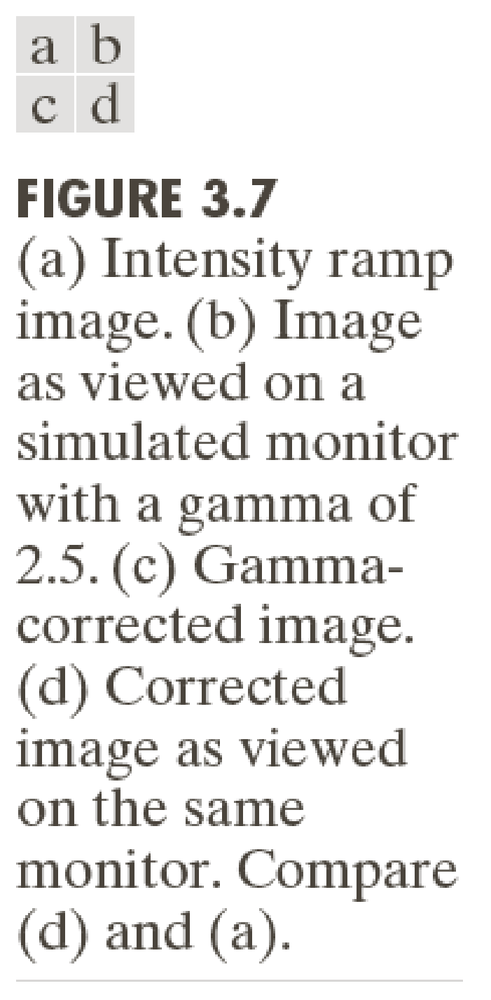 a b
c d
FIGURE 3.7
(a) Intensity ramp
image. (b) Image
as viewed on a
simulated monitor
with a gamma of
2.5. (c) Gamma-
corrected image.
(d) Corrected
image as viewed
on the same
monitor. Compare
(d) and (a).